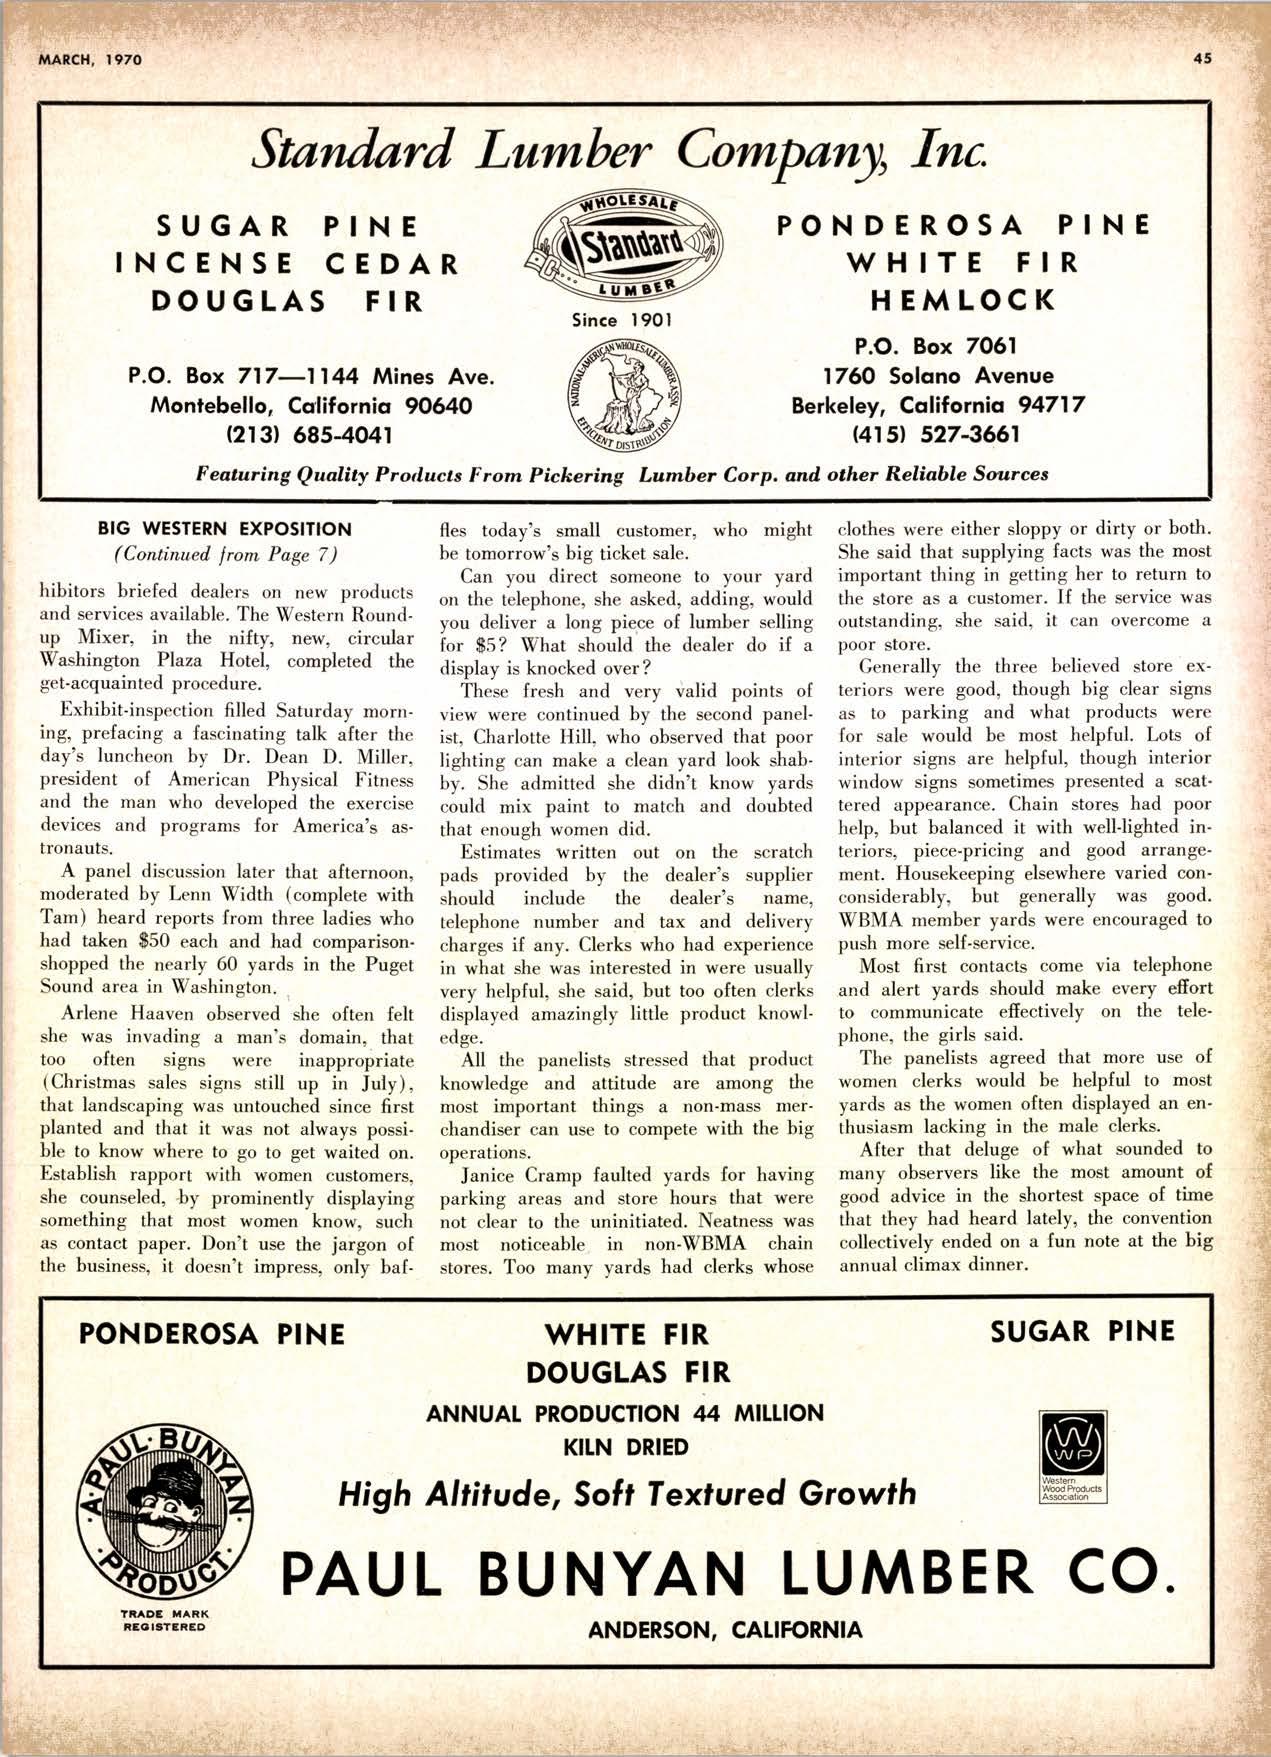 MARCH, 1970
45
Standard Lumber Company, Inc.
SUGAR PINE
INCENSE CEDAR
DOUGLAS FIR
P.O. Box 717—1144 Mines Ave.
Montebello, California 90640
(213) 685-4041
WHOLESALE
Standard
LUMBER
Since 1901
NATIONAL-AMERICAN WHOLESALE LUMBER ASSN.
EFFICIENT DISTRIBUTION
PONDEROSA PINE
WHITE FIR
HEMLOCK
P.O. Box 7061
1760 Solano Avenue
Berkeley, California 94717
(415) 527-3661
Featuring Quality Products From Pickering Lumber Corp. and other Reliable Sources
BIG WESTERN EXPOSITION
(Continued from Page 7)
hibitors briefed dealers on new products
and services available. The Western Round-
up Mixer, in the nifty, new, circular
Washington Plaza Hotel, completed the
get-acquainted procedure.
Exhibit-inspection filled Saturday morn-
ing, prefacing a fascinating talk after the
day's luncheon by Dr. Dean D. Miller,
president of American Physical Fitness
and the man who developed the exercise
devices and programs for America's as-
tronauts.
A panel discussion later that afternoon,
moderated by Lenn Width (complete with
Tam) heard reports from three ladies who
had taken $50 each and had comparison-
shopped the nearly 60 yards in the Puget
Sound area in Washington.
Arlene Haaven observed she often felt
she was invading a man's domain, that
too often signs were inappropriate
(Christmas sales signs still up in July),
that landscaping was untouched since first
planted and that it was not always possi-
ble to know where to go to get waited on.
Establish rapport with women customers,
she counseled, by prominently displaying
something that most women know, such
as contact paper. Don't use the jargon of
the business, it doesn't impress, only baf-
fles today's small customer, who might
be tomorrow's big ticket sale.
Can you direct someone to your yard
on the telephone, she asked, adding, would
you deliver a long piece of lumber selling
for $5? What should the dealer do if a
display is knocked over?
These fresh and very valid points of
view were continued by the second panel-
ist, Charlotte Hill, who observed that poor
lighting can make a clean yard look shab-
by. She admitted she didn't know yards
could mix paint to match and doubted
that enough women did.
Estimates written out on the scratch
pads provided by the dealer's supplier
should include the dealer's name,
telephone number and tax and delivery
charges if any. Clerks who had experience
in what she was interested in were usually
very helpful, she said, but too often clerks
displayed amazingly little product knowl-
edge.
All the panelists stressed that product
knowledge and attitude are among the
most important things a non-mass mer-
chandiser can use to compete with the big
operations.
Janice Cramp faulted yards for having
parking areas and store hours that were
not clear to the uninitiated. Neatness was
most noticeable in non-WBMA chain
stores. Too many yards had clerks whose
clothes were either sloppy or dirty or both.
She said that supplying facts was the most
important thing in getting her to return to
the store as a customer. If the service was
outstanding, she said, it can overcome a
poor store.
Generally the three believed store ex-
teriors were good, though big clear signs
as to parking and what products were
for sale would be most helpful. Lots of
interior signs are helpful, though interior
window signs sometimes presented a scat-
tered appearance. Chain stores had poor
help, but balanced it with well-lighted in-
teriors, piece-pricing and good arrange-
ment. Housekeeping elsewhere varied con-
considerably, but generally was good.
WBMA member yards were encouraged to
push more self-service.
Most first contacts come via telephone
and alert yards should make every effort
to communicate effectively on the tele-
phone, the girls said.
The panelists agreed that more use of
women clerks would be helpful to most
yards as the women often displayed an en-
thusiasm lacking in the male clerks.
After that deluge of what sounded to
many observers like the most amount of
good advice in the shortest space of time
that they had heard lately, the convention
collectively ended on a fun note at the big
annual climax dinner.
PONDEROSA PINE
WHITE FIR
SUGAR PINE
DOUGLAS FIR
ANNUAL PRODUCTION 44 MILLION
KILN DRIED
High Altitude, Soft Textured Growth
A·PAUL·BUNYAN·
·PRODUCT·
TRADE MARK
REGISTERED
W
WP
Western
Wood Products
Association
PAUL BUNYAN LUMBER CO.
ANDERSON, CALIFORNIA